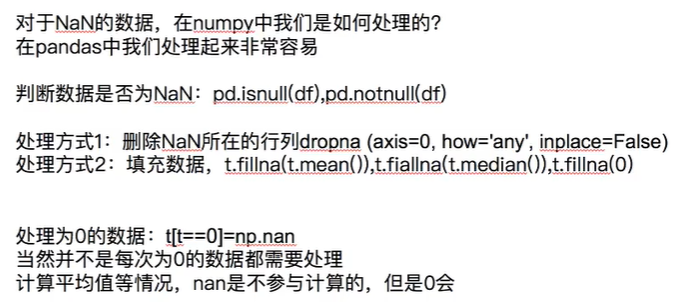 对于NaN的数据，在numpy中我们是如何处理的?
在pandas中我们处理起来非常容易
判断数据是否为NaN：pd.isnull(df),pd.notnull(df)
处理方式1：删除NaN所在的行列dropna (axis=0, how='any', inplace=False)
处理方式2：填充数据，t.fillna(t.mean()),t.fiallna(t.median()),t.fillna(0)
处理为0的数据：t[t==0]=np.nan
当然并不是每次为0的数据都需要处理
计算平均值等情况，nan是不参与计算的，但是0会